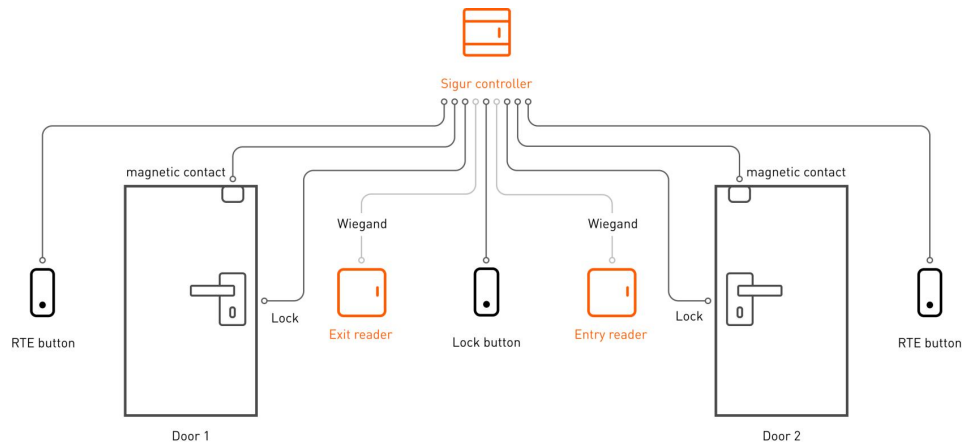 Sigur controller
magnetic contact
magnetic contact
Wiegand
Wiegand
Lock
Lock
RTE button
Exit reader
Lock button
Entry reader
RTE button
Door 1
Door 2